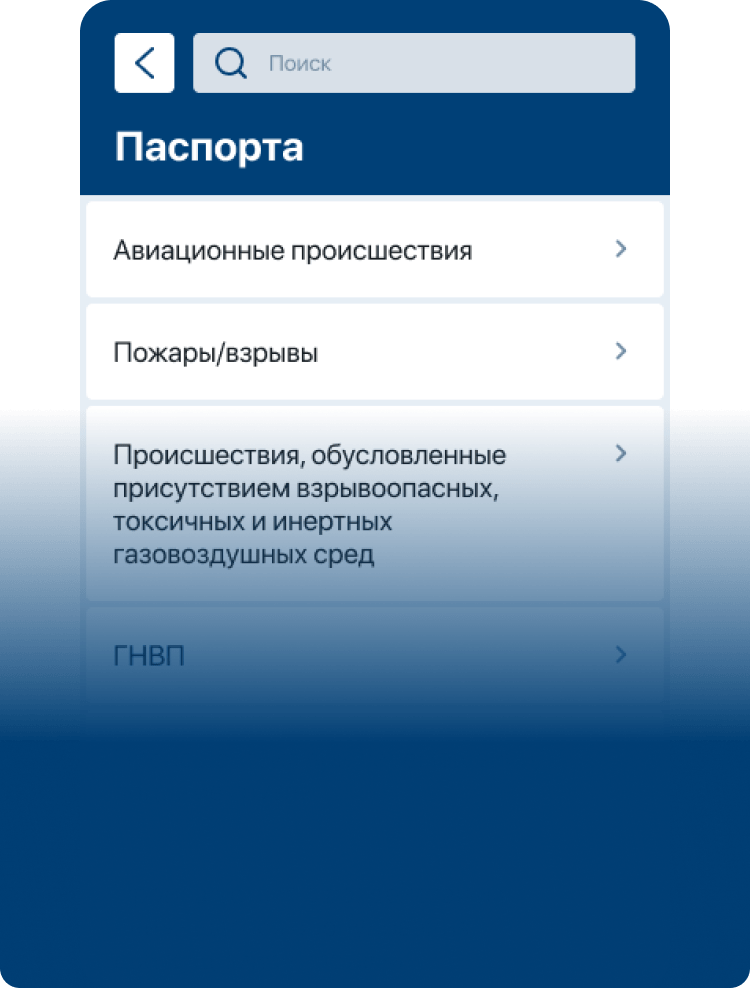 Поиск
Паспорта
Авиационные происшествия
Пожары/взрывы
Происшествия, обусловленные
присутствием взрывоопасных,
токсичных и инертных
газовоздушных сред
ГНВП